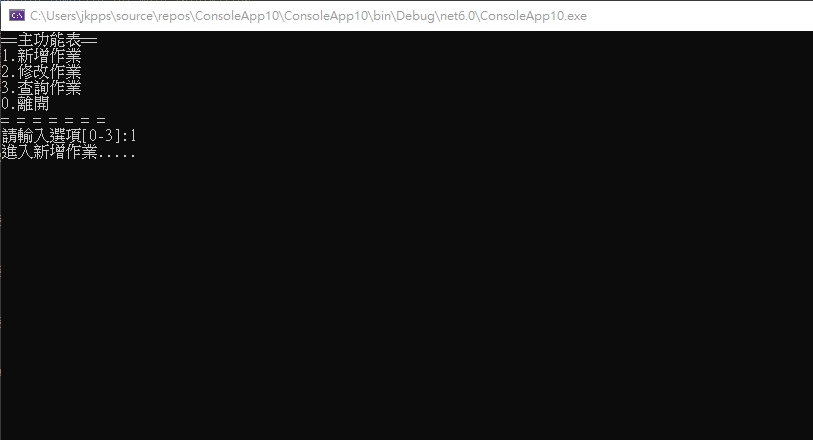 C:\Users\jkpps\source\repos\ConsoleApp10\ConsoleApp10\bin\Debug\net6.0\ConsoleApp10.exe
==主功能表==
1.新增作業
2.修改作業
3.查詢作業
0.離開
= = = = = = =
請輸入選項[0-3]:1
進入新增作業.....